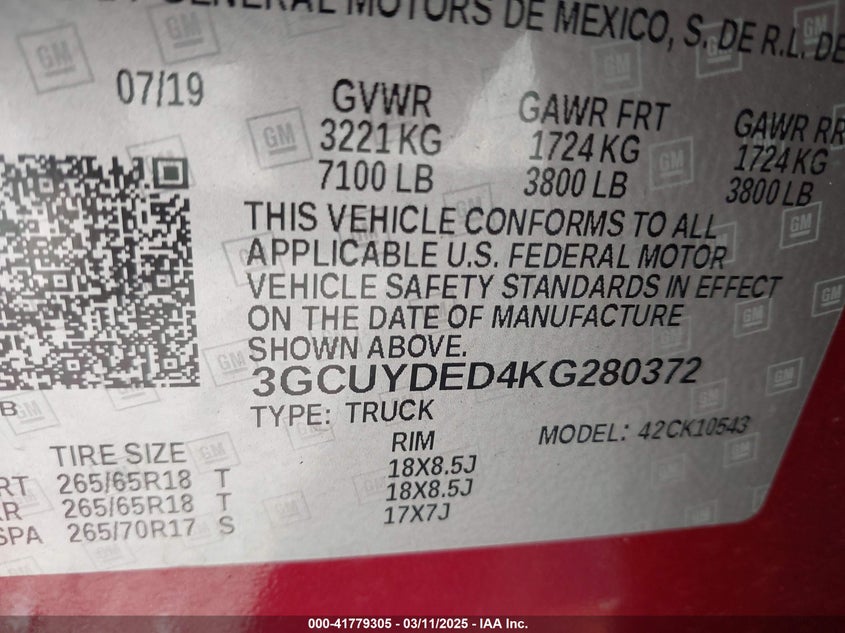 GENERAL MOTORS DE MEXICO, S. DE R.L. DE
07/19
GVWR
3221 KG
7100 LB
GAWR FRT
1724 KG
3800 LB
GAWR RR
1724 KG
3800 LB
THIS VEHICLE CONFORMS TO ALL
APPLICABLE U.S. FEDERAL MOTOR
VEHICLE SAFETY STANDARDS IN EFFECT
ON THE DATE OF MANUFACTURE
SHOWN ABOVE.
3GCUYDED4KG280372
TYPE: TRUCK
MODEL: 42CK10543
TIRE SIZE
RIM
RT 265/65R18 T 18X8.5J
AR 265/65R18 T 18X8.5J
SPA 265/70R17 S 17X7J
000-41779305 - 03/11/2025 - IAA Inc.